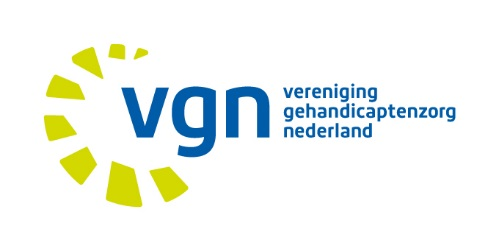 vgn
vereniging
gehandicaptenzorg
nederland